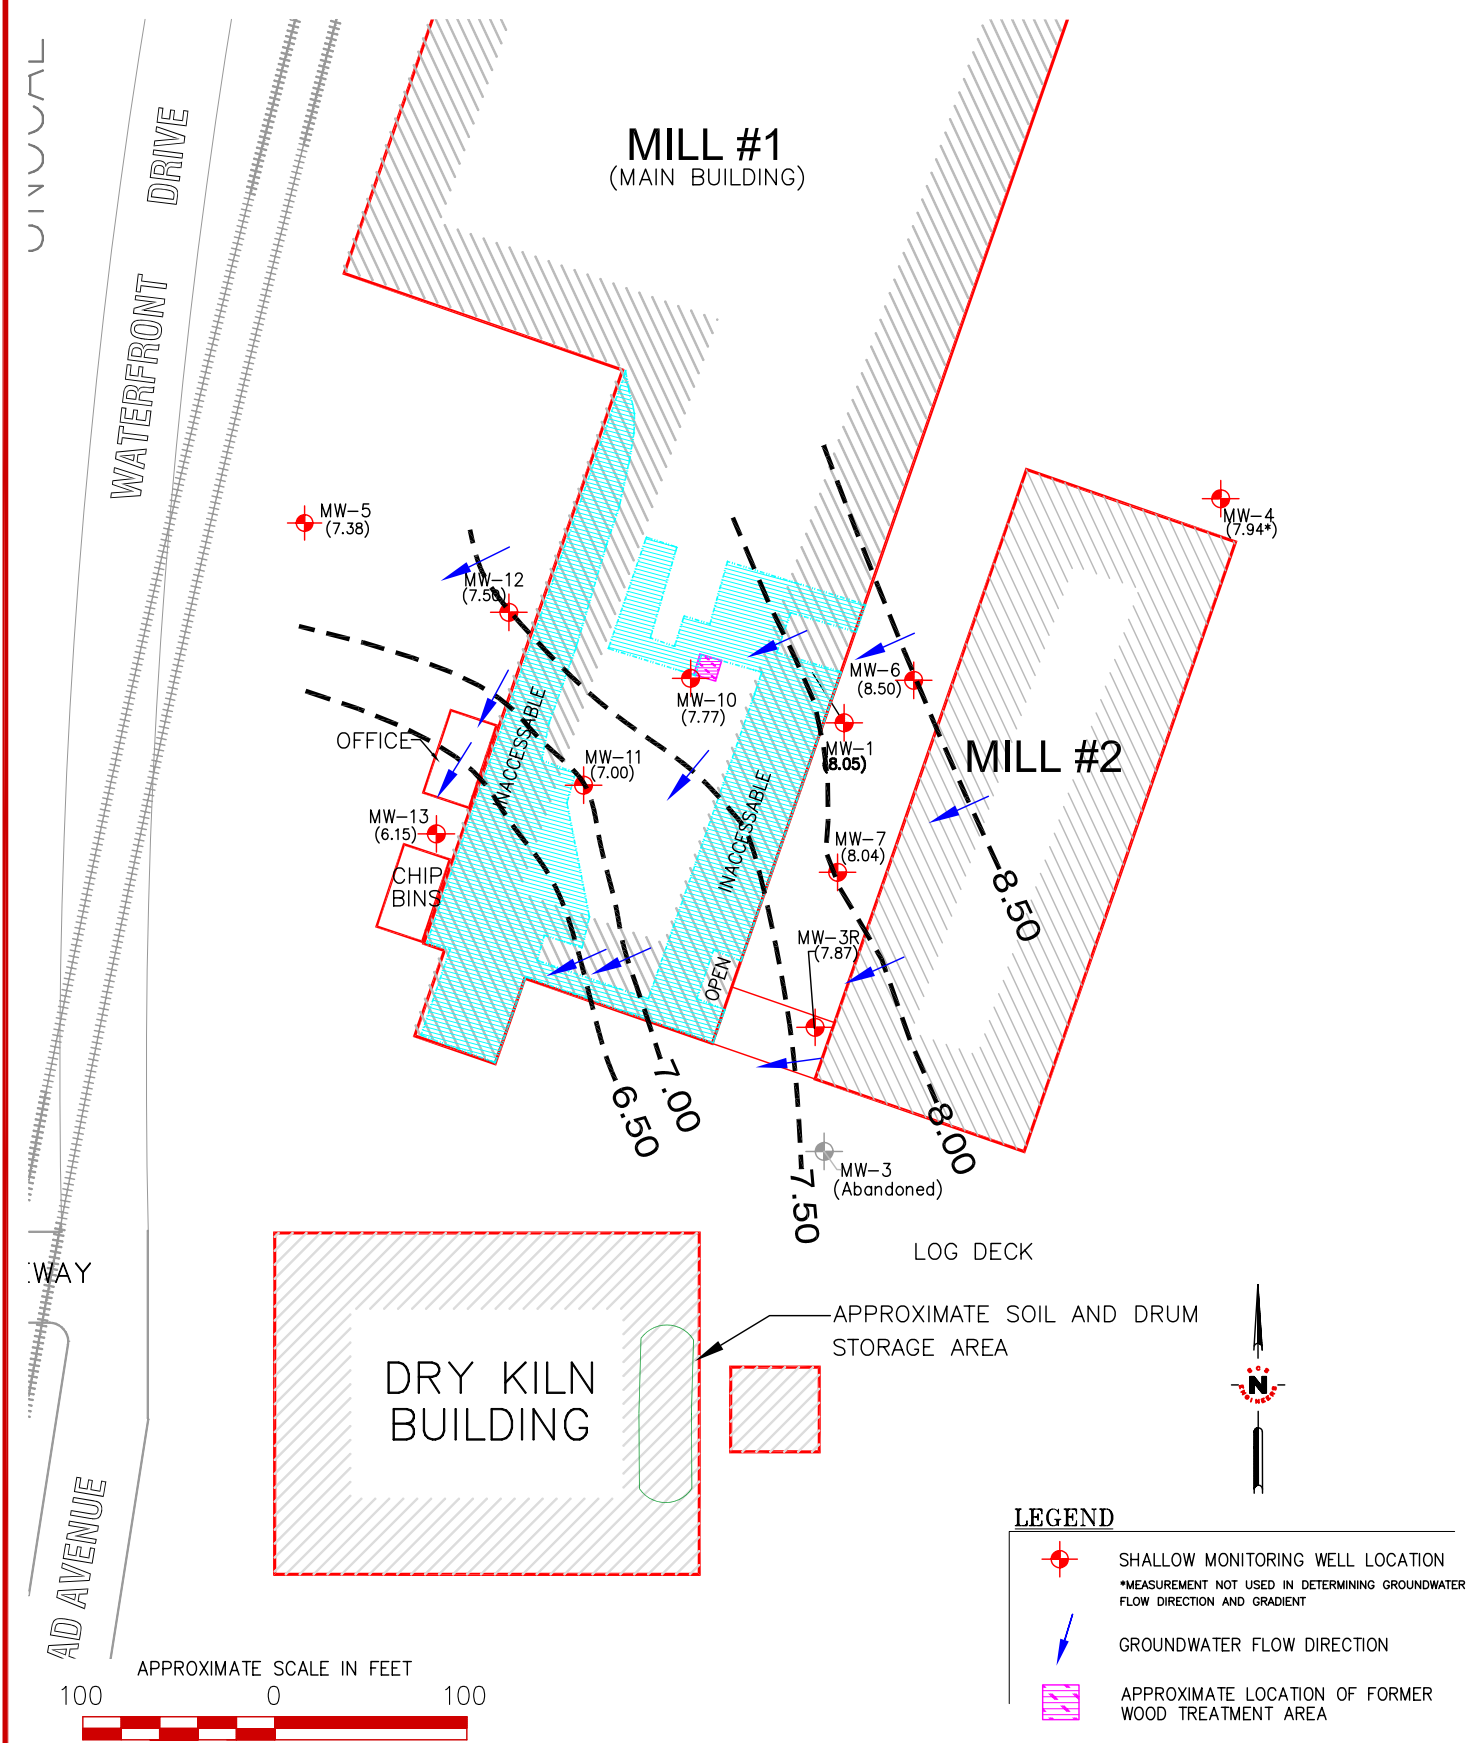 MILL #1
(MAIN BUILDING)
WATERFRONT DRIVE
MW-5
(7.38)
MW-4
(7.94*)
MW-12
(7.50)
MW-10
(7.77)
MW-6
(8.50)
MW-1
(8.05)
MILL #2
OFFICE
INACCESSABLE
MW-11
(7.00)
MW-13
(6.15)
CHIP
BINS
INACCESSABLE
MW-7
(8.04)
8.50
MW-3R
(7.87)
OPEN
7.00
6.50
8.00
7.50
MW-3
(Abandoned)
LOG DECK
WAY
APPROXIMATE SOIL AND DRUM
STORAGE AREA
DRY KILN
BUILDING
N
AD AVENUE
LEGEND
SHALLOW MONITORING WELL LOCATION
*MEASUREMENT NOT USED IN DETERMINING GROUNDWATER
FLOW DIRECTION AND GRADIENT
GROUNDWATER FLOW DIRECTION
APPROXIMATE LOCATION OF FORMER
WOOD TREATMENT AREA
APPROXIMATE SCALE IN FEET
100 0 100